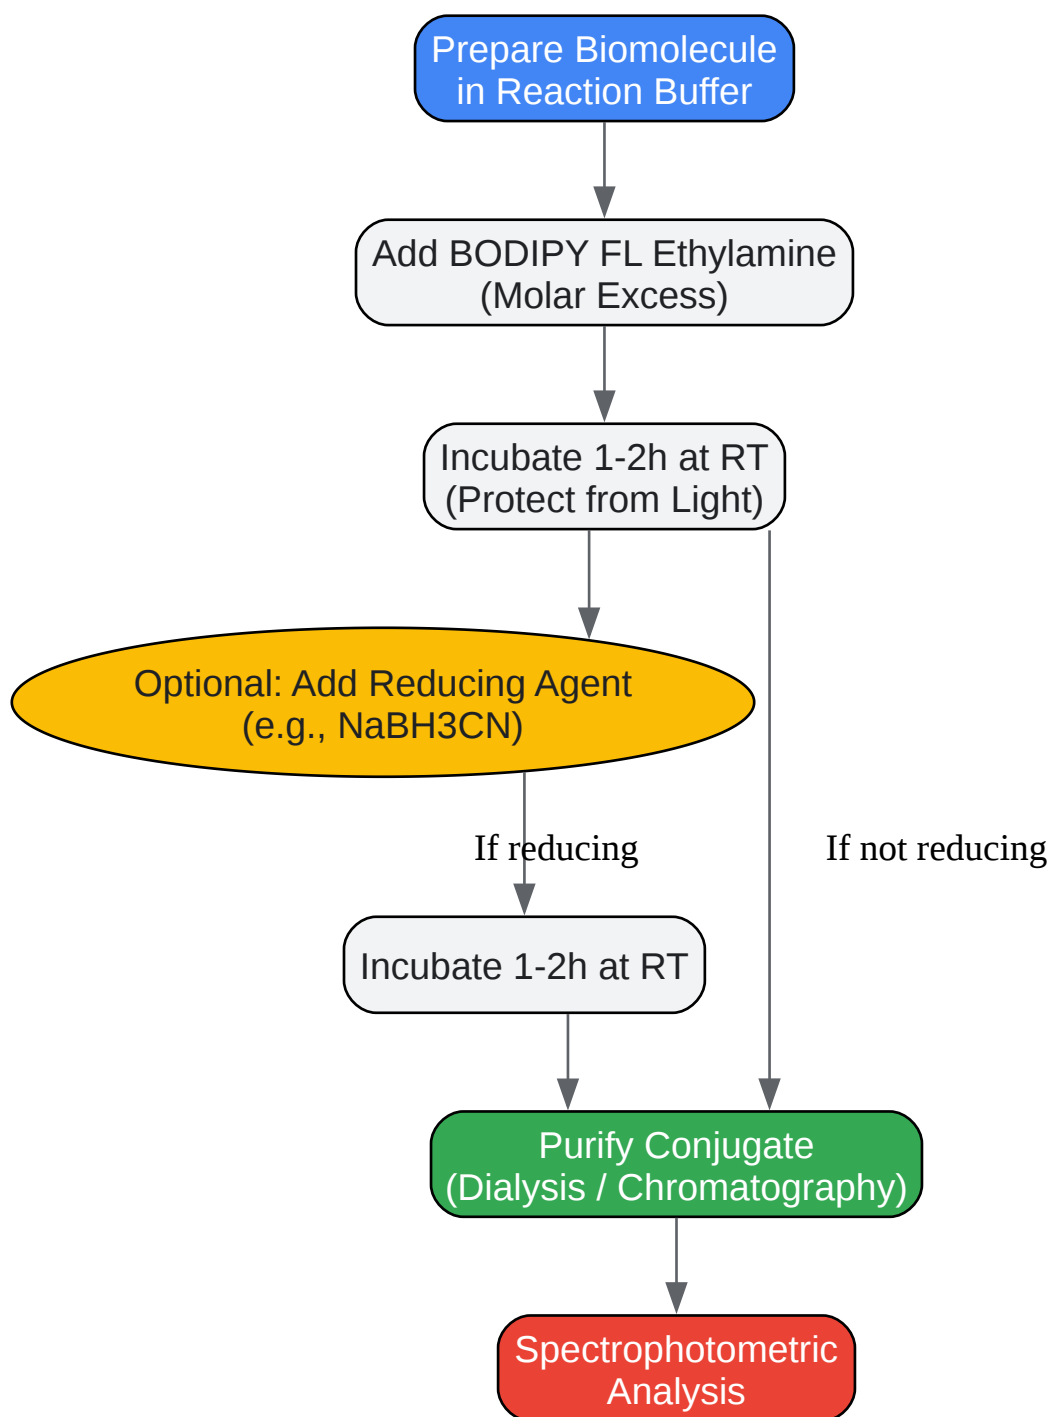 Prepare Biomolecule
in Reaction Buffer
Add BODIPY FL Ethylamine
(Molar Excess)
Incubate 1-2h at RT
(Protect from Light)
Optional: Add Reducing Agent
(e.g., NaBH3CN)
If reducing
If not reducing
Incubate 1-2h at RT
Purify Conjugate
(Dialysis / Chromatography)
Spectrophotometric
Analysis